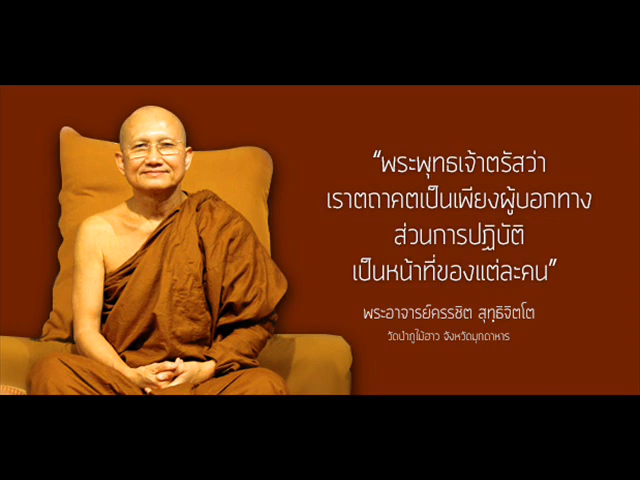 “พระพุทธเจ้าตรัสว่า
เราตถาคตเป็นเพียงผู้บอกทาง
ส่วนการปฏิบัติ
เป็นหน้าที่ของแต่ละคน”
พระอาจารย์ครรชิต สุทฺธิจิตโต
วัดป่าภูไม้ฮาว จังหวัดมุกดาหาร